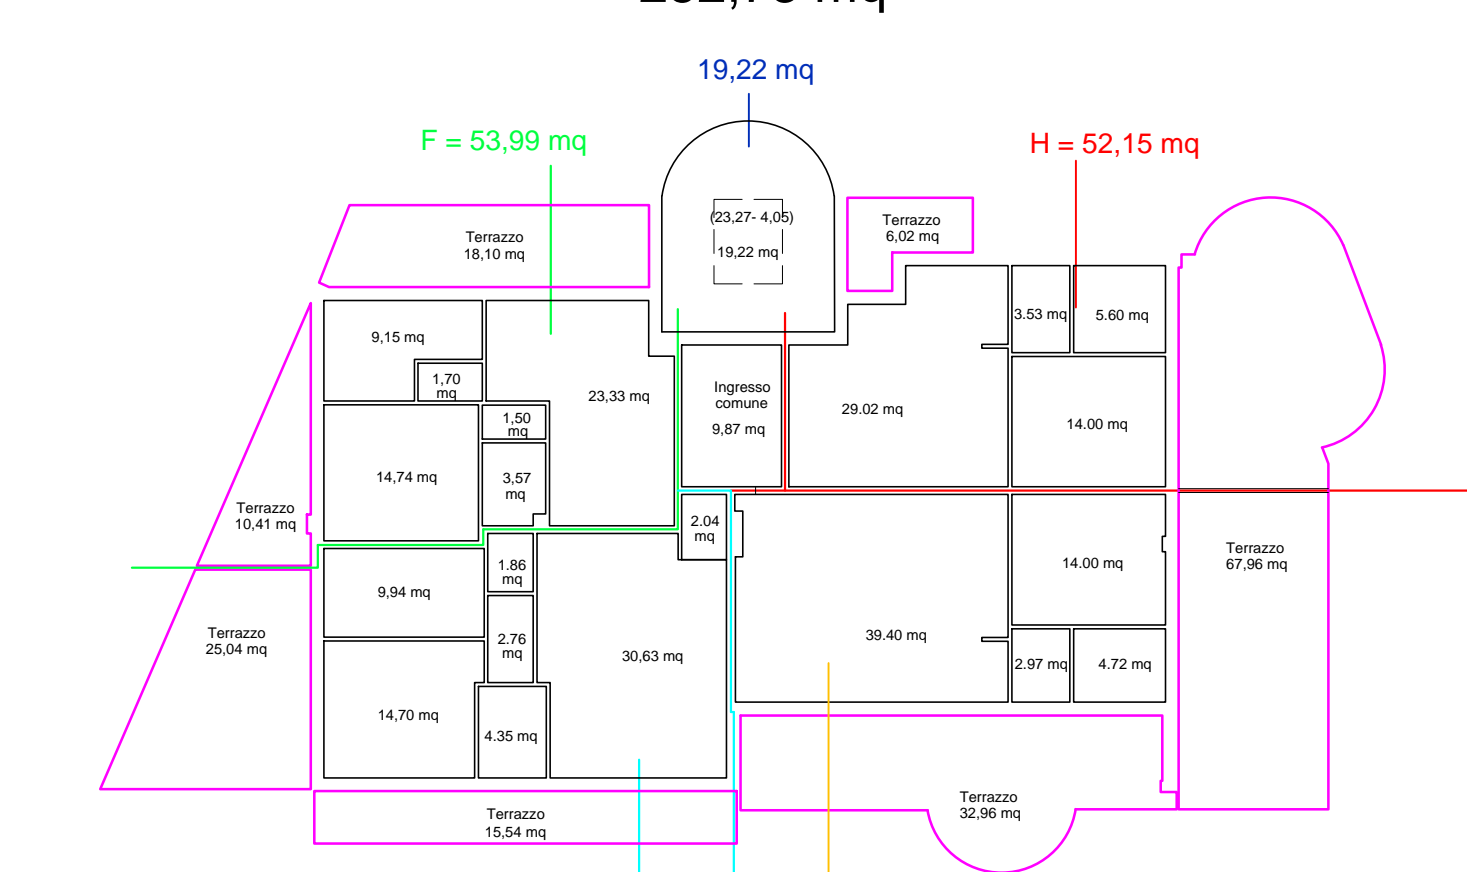 19,22 mq
F = 53,99 mq
H = 52,15 mq
(23,27- 4,05)
19,22 mq
Terrazzo
18,10 mq
Terrazzo
6,02 mq
9,15 mq
1,70
mq
23,33 mq
1,50
mq
14,74 mq
3,57
mq
Ingresso
comune
9,87 mq
29.02 mq
3.53 mq
5.60 mq
14.00 mq
Terrazzo
10,41 mq
2.04
mq
Terrazzo
25,04 mq
9,94 mq
1.86
mq
2.76
mq
30,63 mq
14,70 mq
4.35 mq
39.40 mq
14.00 mq
2.97 mq
4.72 mq
Terrazzo
67,96 mq
Terrazzo
15,54 mq
Terrazzo
32,96 mq